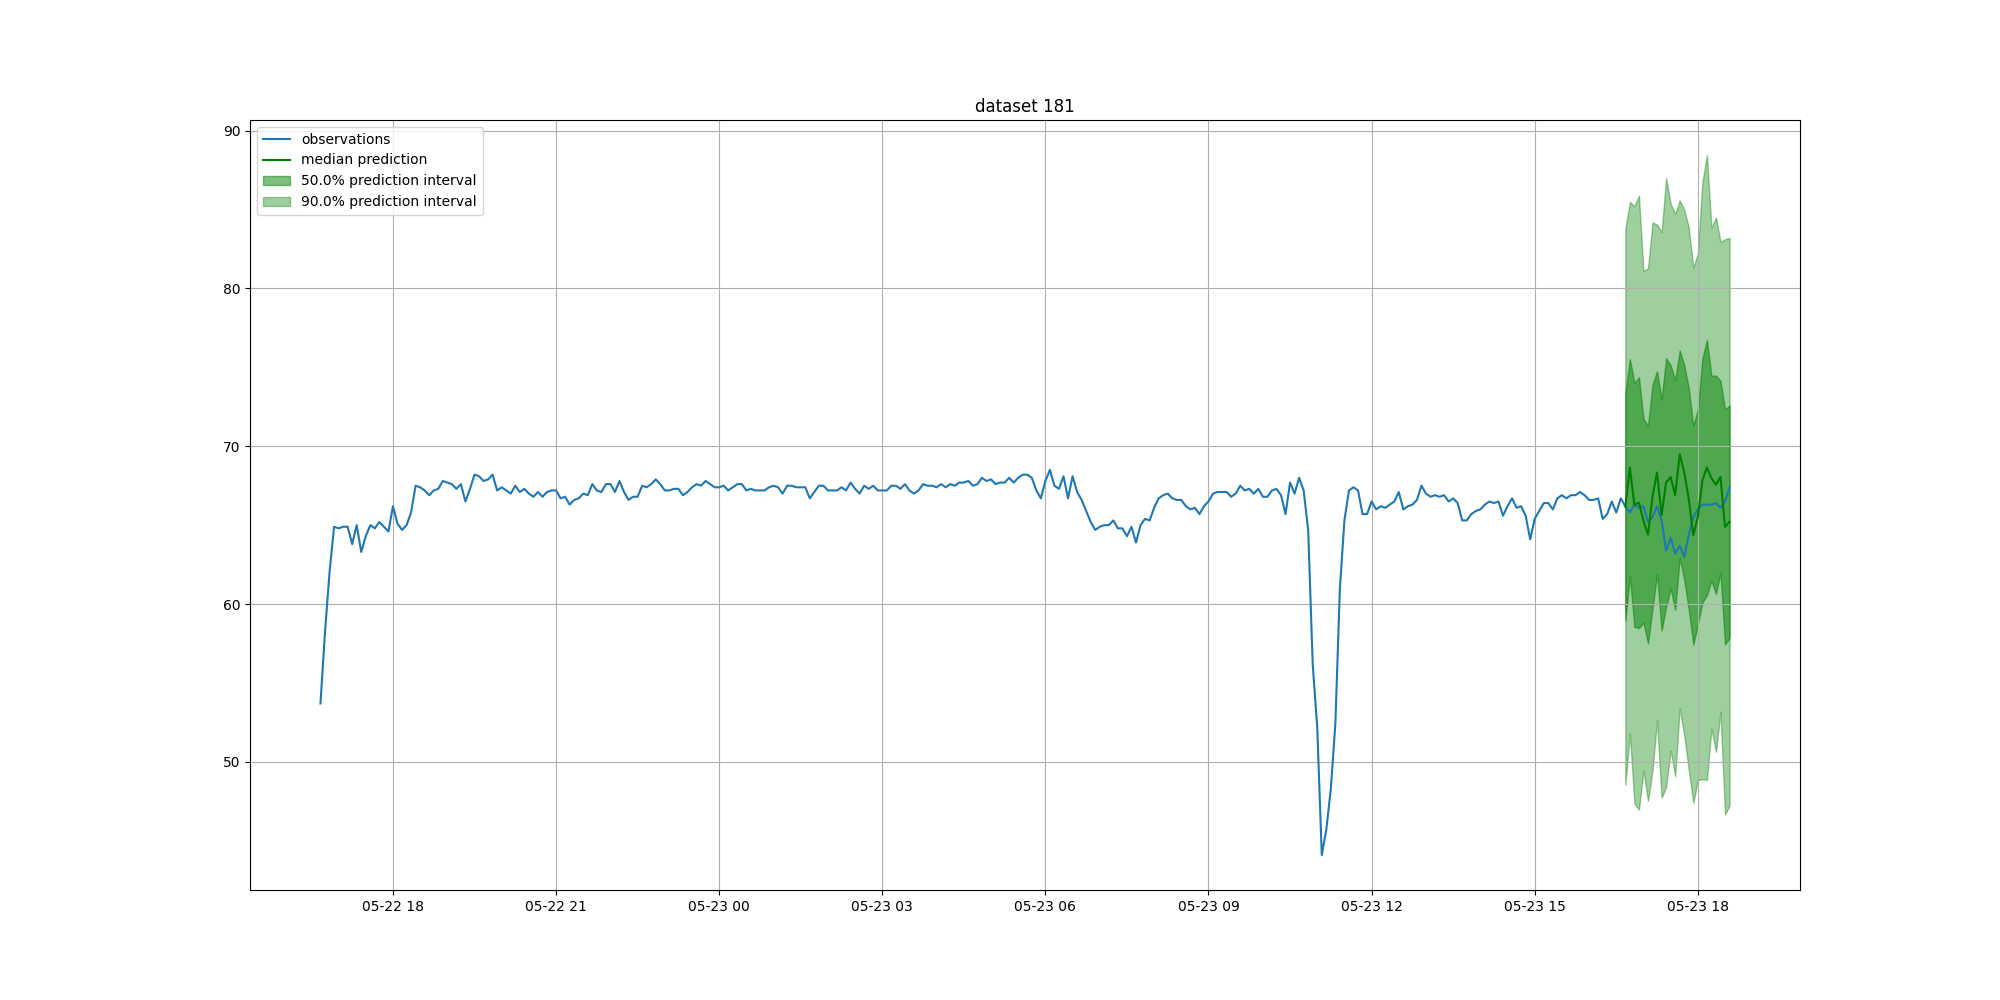 dataset 181
observations
median prediction
50.0% prediction interval
90.0% prediction interval
90
80
70
60
50
05-22 18
05-22 21
05-23 00
05-23 03
05-23 06
05-23 09
05-23 12
05-23 15
05-23 18